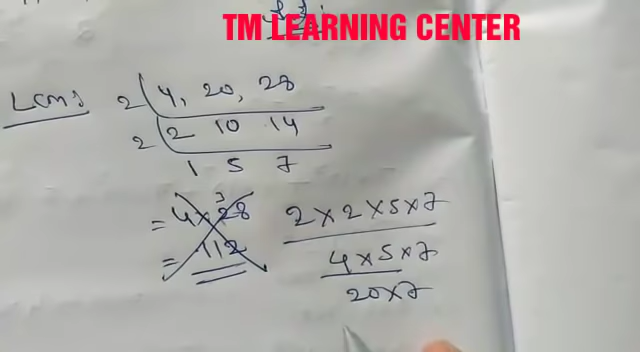 TM LEARNING CENTER
LCM)
2 4, 20, 28
2 2 10 14
1 5 7
= 4 × 28
= 112
2 × 2 × 5 × 7
4 × 5 × 7
20 × 7